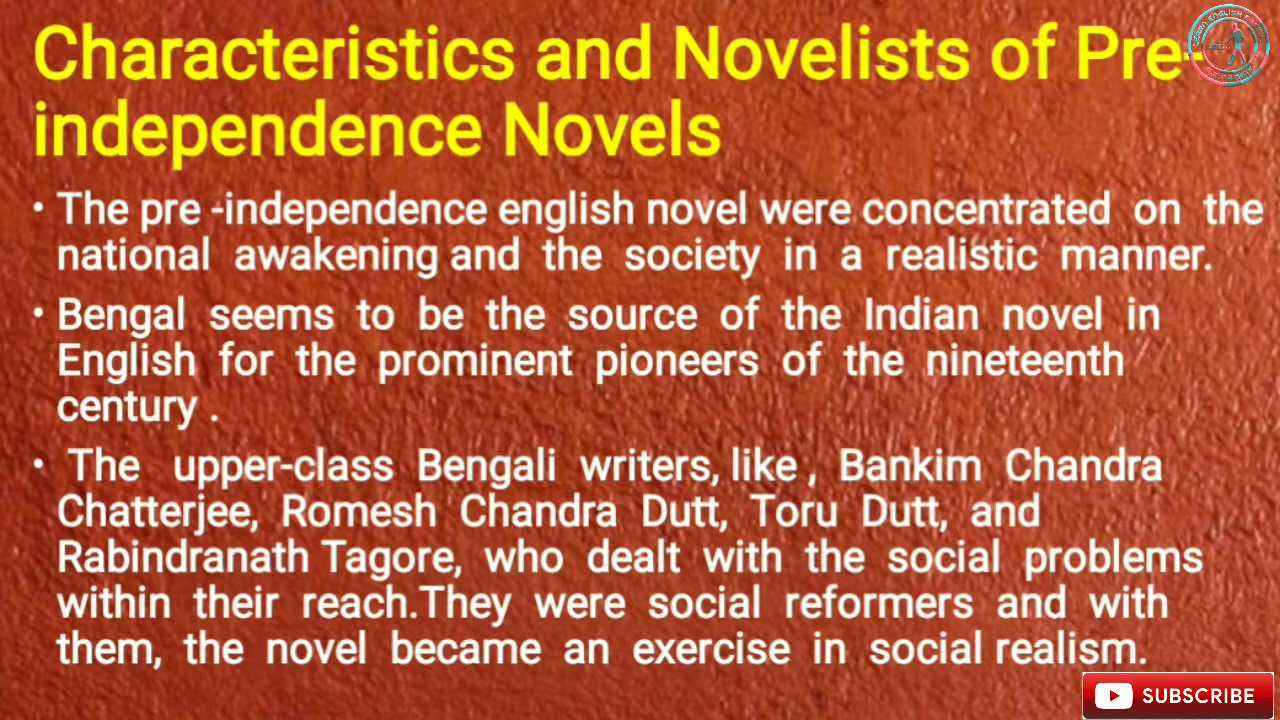 Characteristics and Novelists of Pre-
independence Novels
• The pre -independence english novel were concentrated on the
national awakening and the society in a realistic manner.
• Bengal seems to be the source of the Indian novel in
English for the prominent pioneers of the nineteenth
century .
• The upper-class Bengali writers, like , Bankim Chandra
Chatterjee, Romesh Chandra Dutt, Toru Dutt, and
Rabindranath Tagore, who dealt with the social problems
within their reach.They were social reformers and with
them, the novel became an exercise in social realism.
SUBSCRIBE